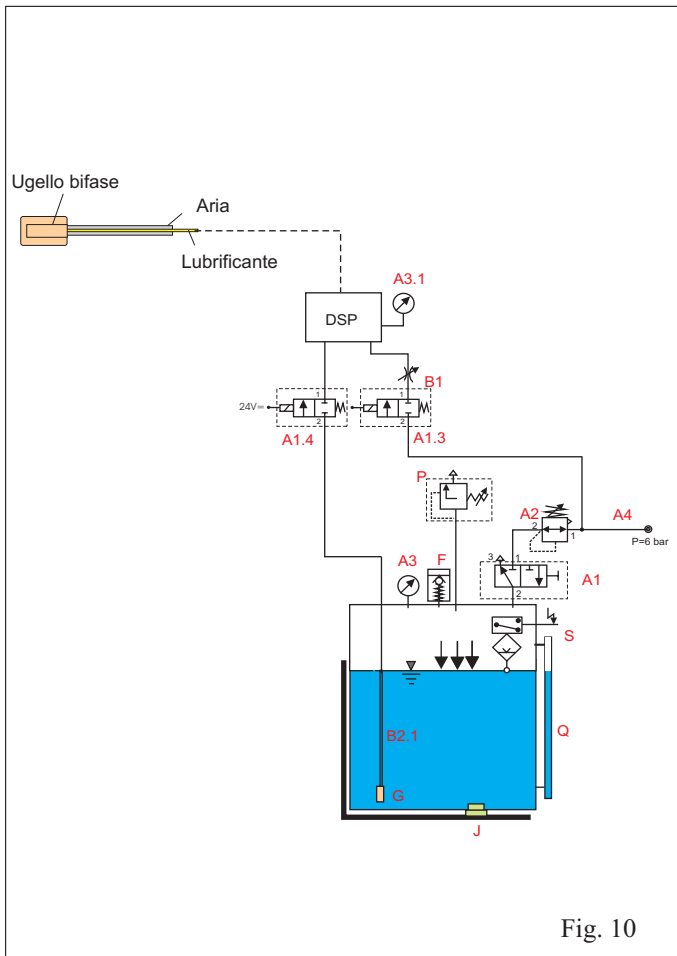 Ugello bifase
Aria
Lubrificante
A3.1
DSP
B1
1
1
24V=
2
2
A1.4
A1.3
P
A2
A4
2
1
P=6 bar
A3
F
3
1
A1
2
S
B2.1
Q
G
J
Fig. 10